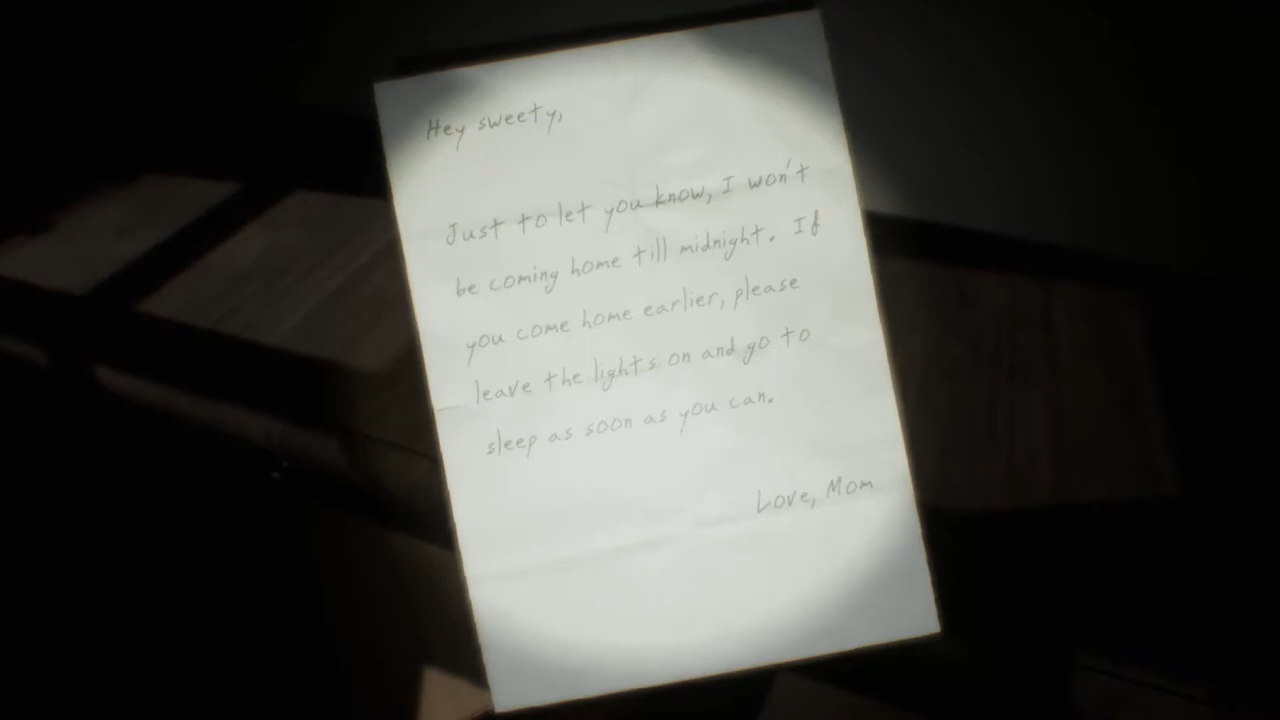 Hey sweety,
Just to let you know, I won't
be coming home till midnight. If
you come home earlier, please
leave the lights on and go to
sleep as soon as you can.
Love, Mom